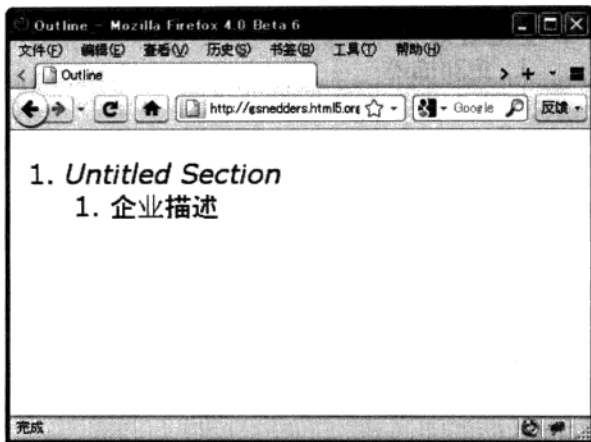 Outline - Mozilla Firefox 4.0 Beta 6
文件(F) 编辑(E) 查看(V) 历史(S) 书签(B) 工具(T) 帮助(H)
Outline
http://gsnedders.html5.org Google 反馈
1. Untitled Section
1. 企业描述
完成